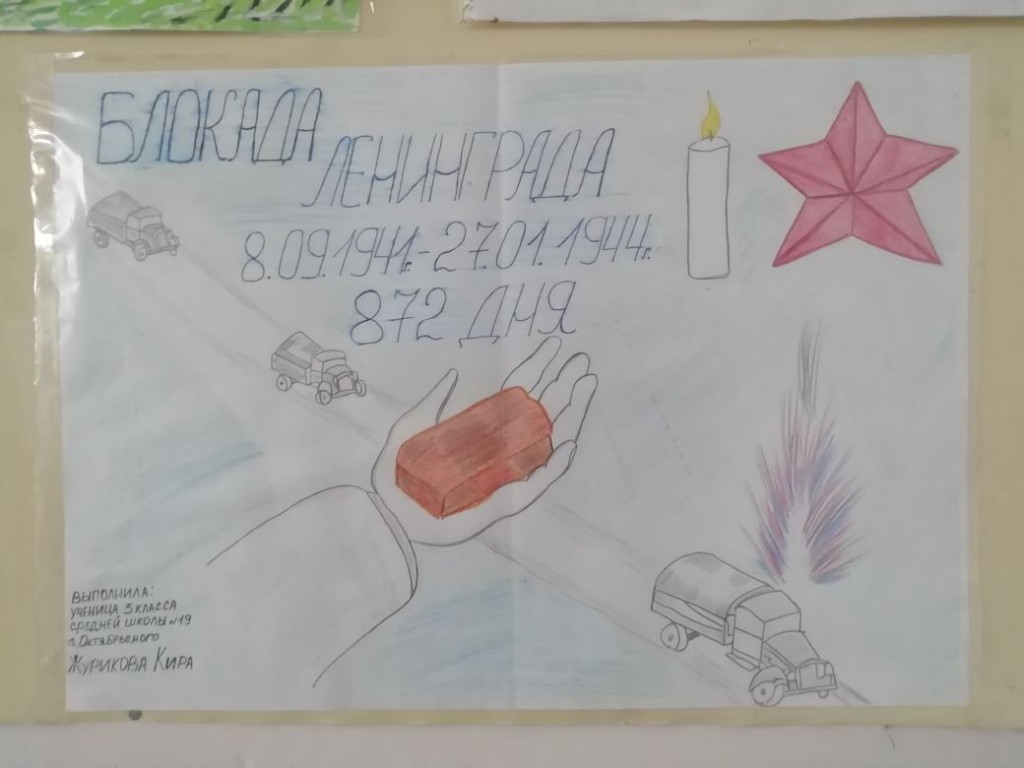 БЛОКАДА
ЛЕНИНГРАДА
8.09.1941г.-27.01.1944г.
872 ДНЯ
ВЫПОЛНИЛА:
УЧЕНИЦА 3 КЛАССА
СРЕДНЕЙ ШКОЛЫ №19
г. Октябрьского
ЖУРИКОВА КИРА